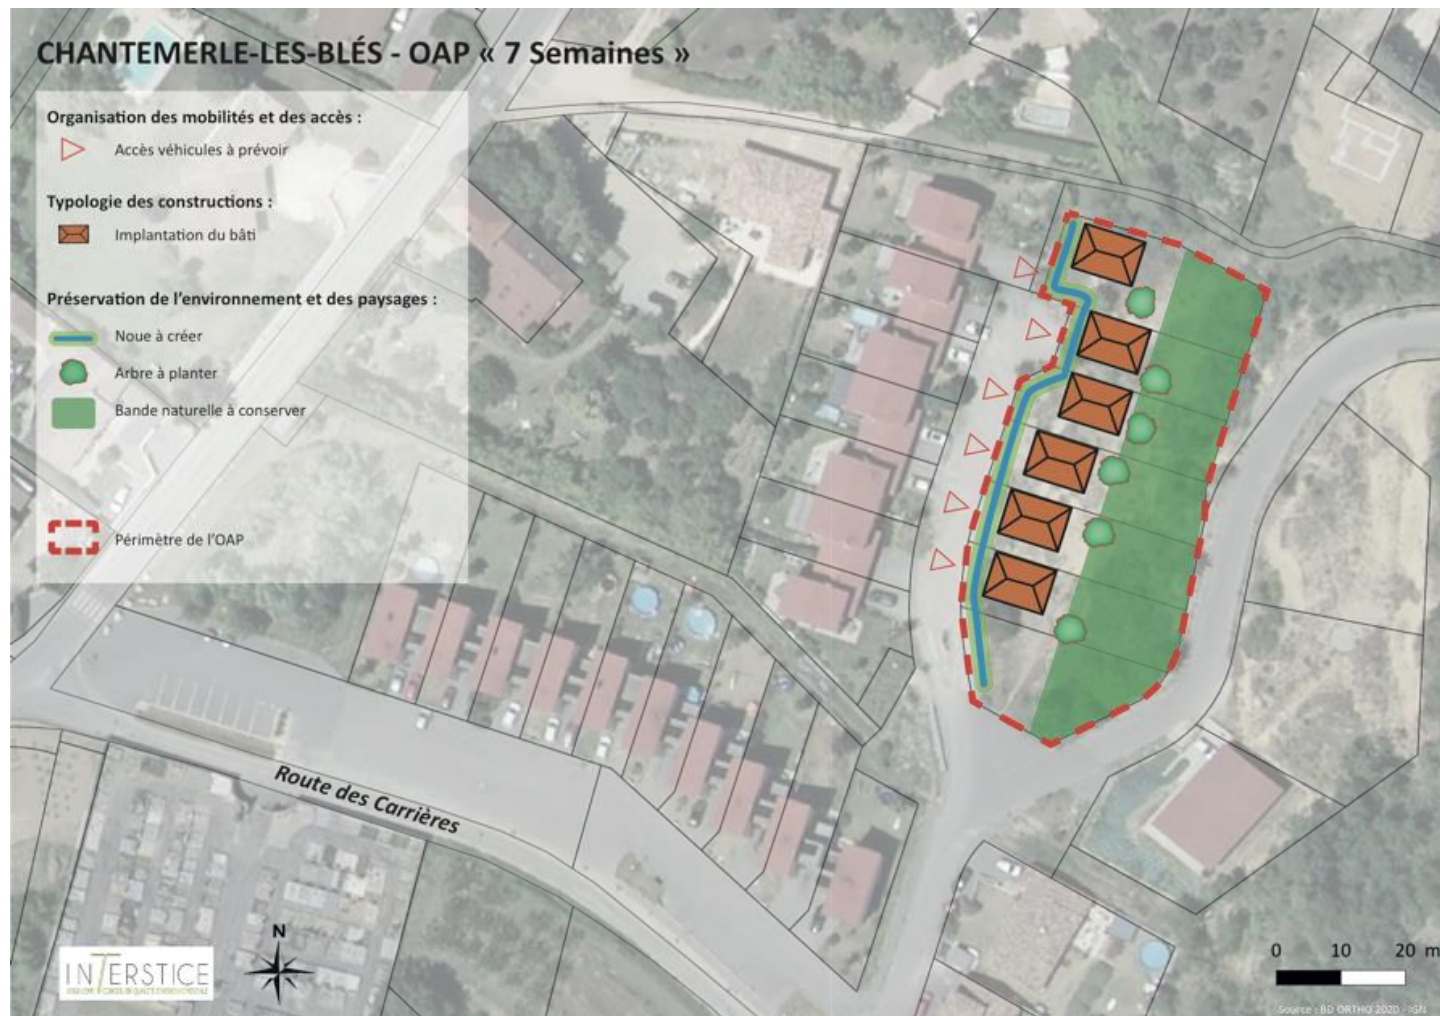 CHANTEMERLE-LES-BLÉS - OAP « 7 Semaines »
Organisation des mobilités et des accès :
Accès véhicules à prévoir
Typologie des constructions :
Implantation du bâti
Préservation de l'environnement et des paysages :
Noue à créer
Arbre à planter
Bande naturelle à conserver
Périmètre de l'OAP
Route des Carrières
N
INTERSTICE
0 10 20 m
Source : BD ORTHO 2020 - IGN